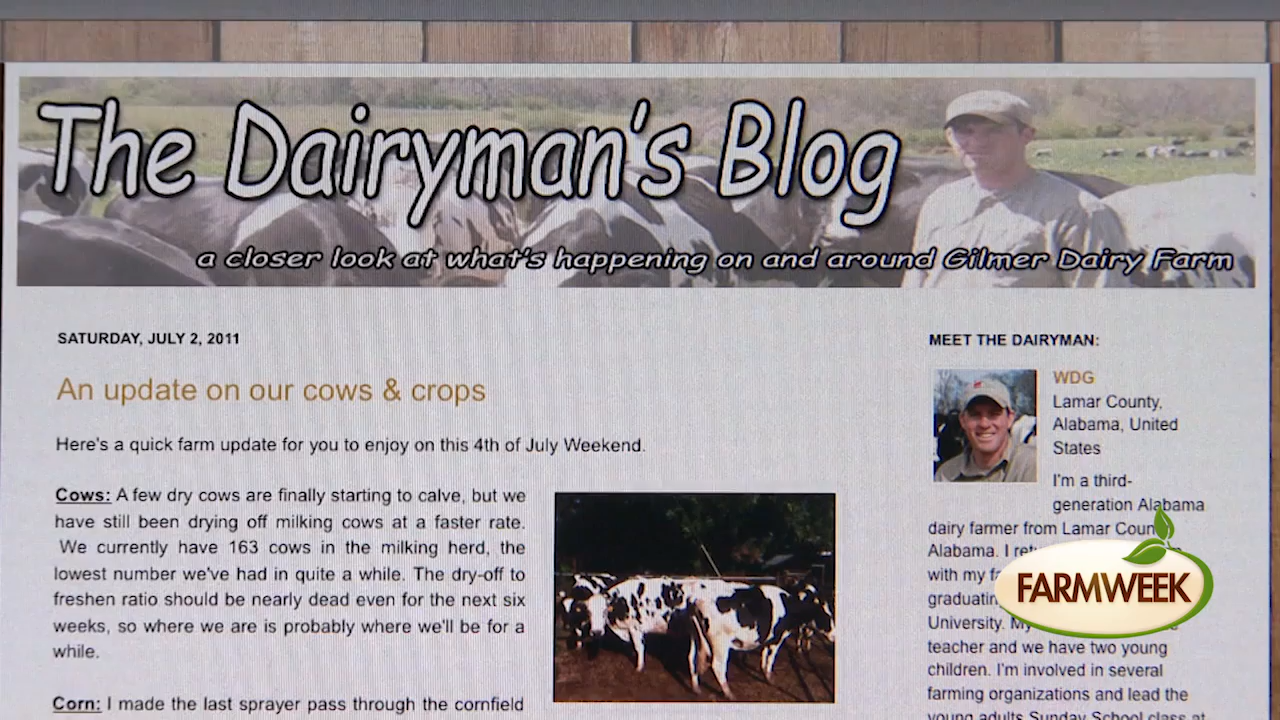 The Dairyman's Blog
a closer look at what's happening on and around Gilmer Dairy Farm
SATURDAY, JULY 2, 2011
An update on our cows & crops
Here's a quick farm update for you to enjoy on this 4th of July Weekend.
Cows: A few dry cows are finally starting to calve, but we
have still been drying off milking cows at a faster rate.
We currently have 163 cows in the milking herd, the
lowest number we've had in quite a while. The dry-off to
freshen ratio should be nearly dead even for the next six
weeks, so where we are is probably where we'll be for a
while.
Corn: I made the last sprayer pass through the cornfield
MEET THE DAIRYMAN:
WDG
Lamar County,
Alabama, United
States
I'm a third-
generation Alabama
dairy farmer from Lamar
Alabama. I
with my
University.
teacher and we have two young
children. I'm involved in several
farming organizations and lead the
young adults Sunday School class at
FARMWEEK